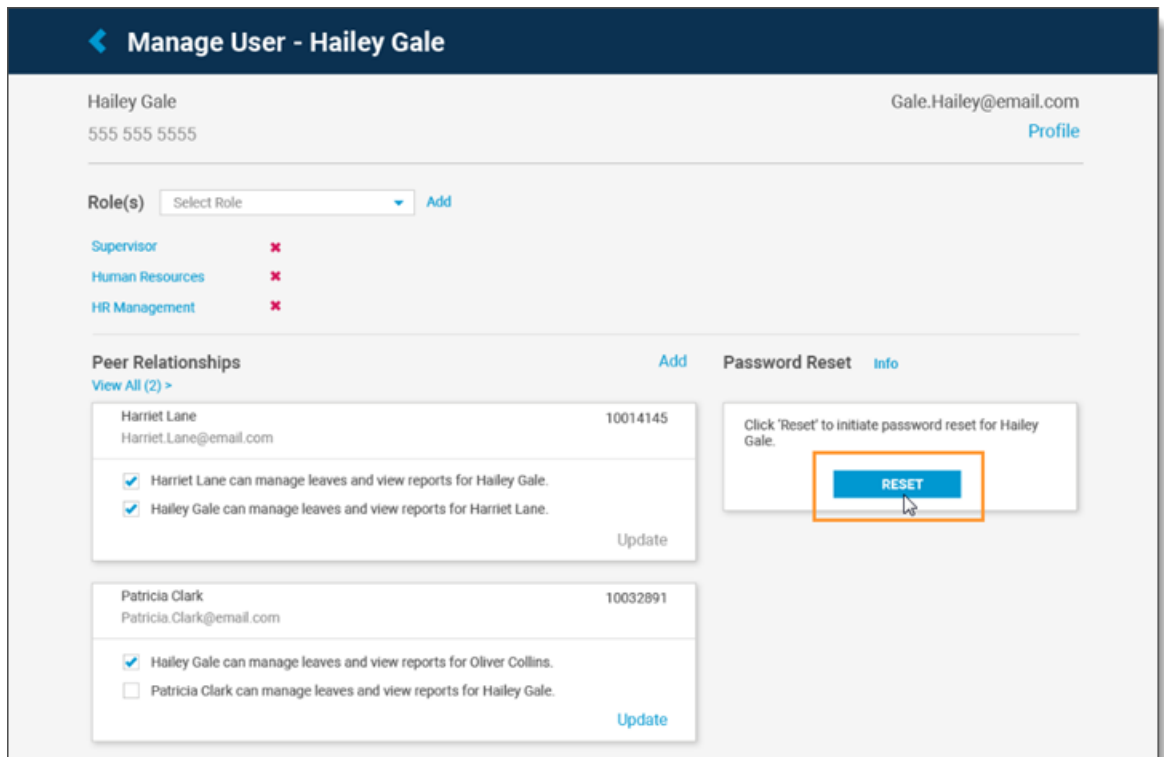 Manage User - Hailey Gale
Hailey Gale
Gale.Hailey@email.com
555 555 5555
Profile
Role(s)
Select Role
Add
Supervisor
Human Resources
HR Management
Peer Relationships
Add
View All (2) >
Harriet Lane
10014145
Harriet.Lane@email.com
Harriet Lane can manage leaves and view reports for Hailey Gale.
Hailey Gale can manage leaves and view reports for Harriet Lane.
Update
Patricia Clark
10032891
Patricia.Clark@email.com
Hailey Gale can manage leaves and view reports for Oliver Collins.
Patricia Clark can manage leaves and view reports for Hailey Gale.
Update
Password Reset
Info
Click 'Reset' to initiate password reset for Hailey
Gale.
RESET